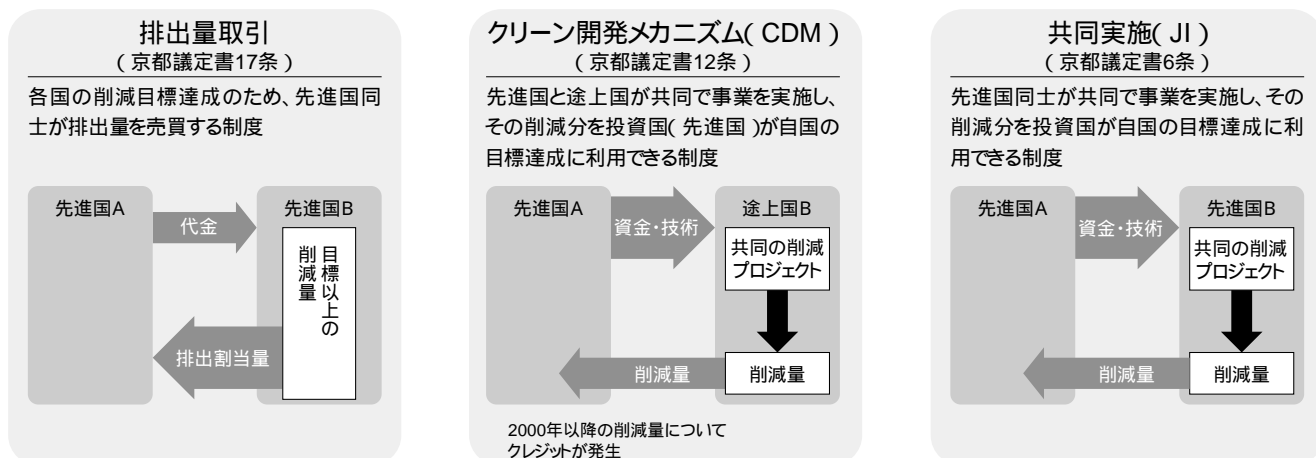 排出量取引
(京都議定書17条)
各国の削減目標達成のため、先進国同
士が排出量を売買する制度
先進国A
代金
先進国B
目標以上の
削減量
排出割当量
クリーン開発メカニズム(CDM)
(京都議定書12条)
先進国と途上国が共同で事業を実施し、
その削減分を投資国(先進国)が自国の
目標達成に利用できる制度
先進国A
資金・技術
途上国B
共同の削減
プロジェクト
削減量
削減量
2000年以降の削減量について
クレジットが発生
共同実施(JI)
(京都議定書6条)
先進国同士が共同で事業を実施し、その
削減分を投資国が自国の目標達成に利
用できる制度
先進国A
資金・技術
先進国B
共同の削減
プロジェクト
削減量
削減量